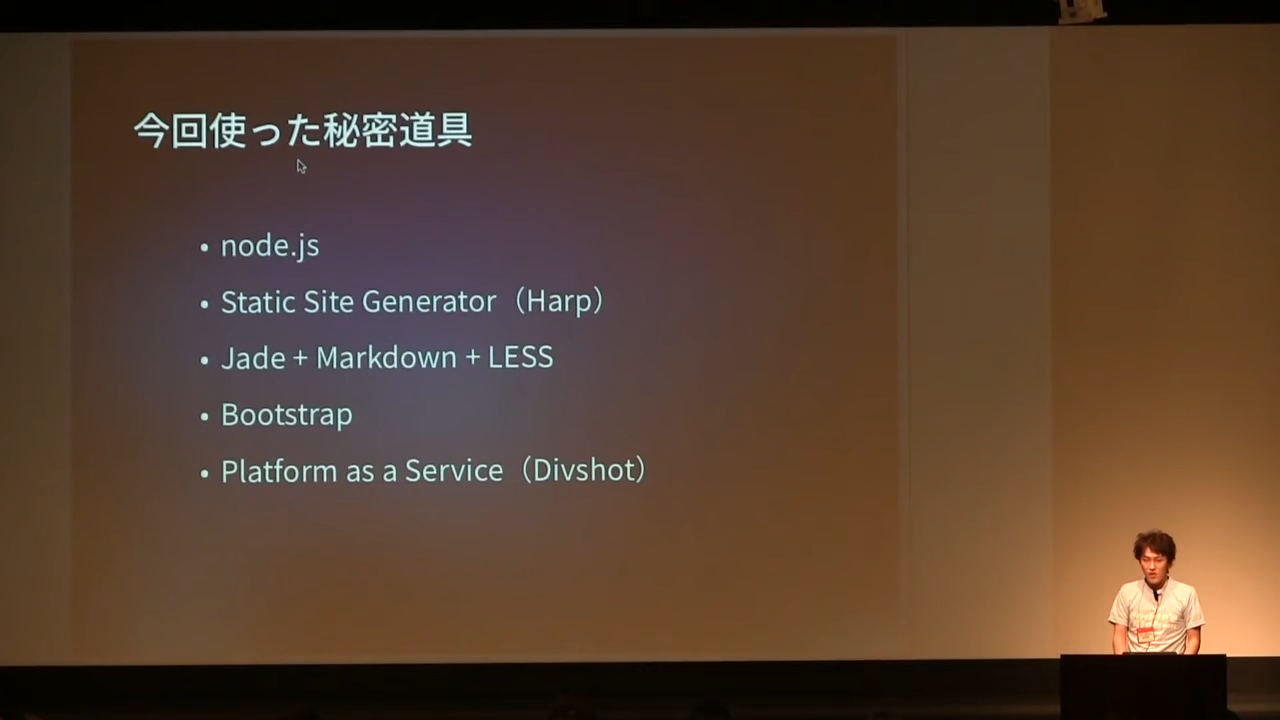 今回使った秘密道具
• node.js
• Static Site Generator（Harp）
• Jade + Markdown + LESS
• Bootstrap
• Platform as a Service（Divshot）